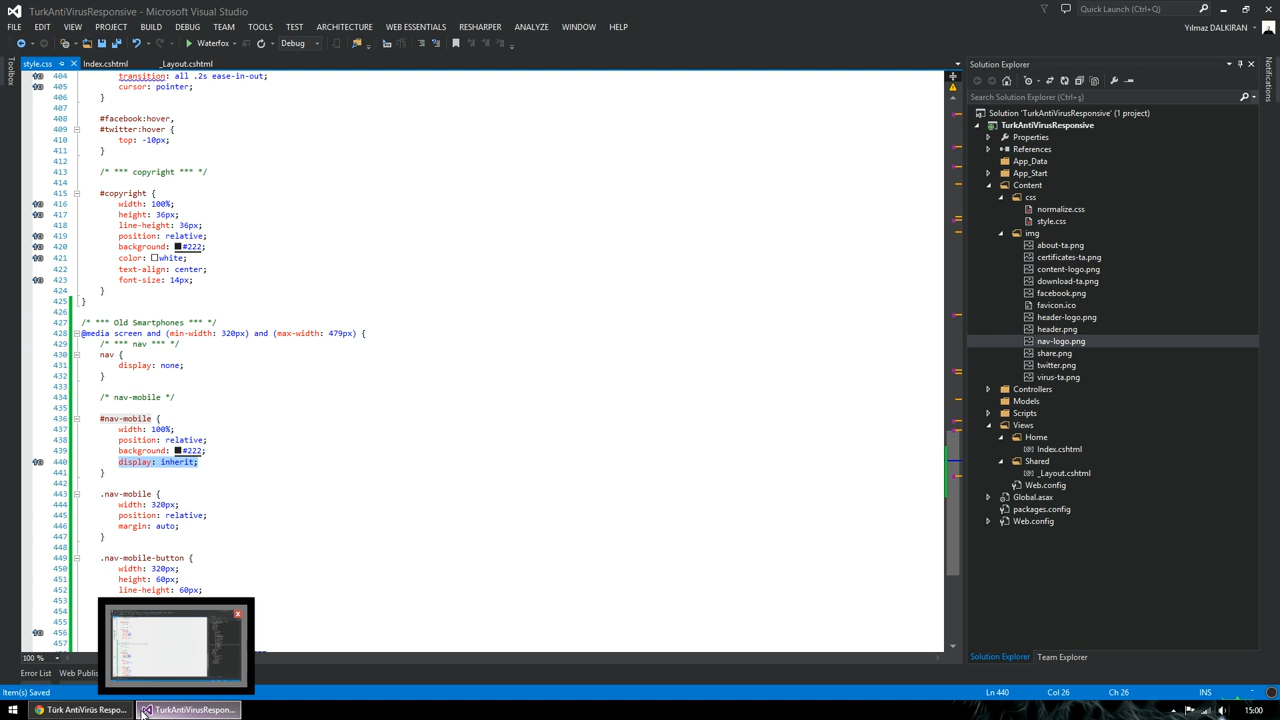 TurkAntiVirusResponsive - Microsoft Visual Studio
Quick Launch (Ctrl+Q)
FILE EDIT VIEW PROJECT BUILD DEBUG TEAM TOOLS TEST ARCHITECTURE WEB ESSENTIALS RESHARPER ANALYZE WINDOW HELP
Yilmaz DALKIRAN
Waterfox Debug
Toolbox
style.css Index.cshtml _Layout.cshtml
404 transition: all .2s ease-in-out;
405 cursor: pointer;
406 }
407
408 #facebook:hover,
409 #twitter:hover {
410 top: -10px;
411 }
412
413 /* *** copyright *** */
414
415 #copyright {
416 width: 100%;
417 height: 36px;
418 line-height: 36px;
419 position: relative;
420 background: #222;
421 color: white;
422 text-align: center;
423 font-size: 14px;
424 }
425 }
426
427 /* *** Old Smartphones *** */
428 @media screen and (min-width: 320px) and (max-width: 479px) {
429 /* *** nav *** */
430 nav {
431 display: none;
432 }
433
434 /* nav-mobile */
435
436 #nav-mobile {
437 width: 100%;
438 position: relative;
439 background: #222;
440 display: inherit;
441 }
442
443 .nav-mobile {
444 width: 320px;
445 position: relative;
446 margin: auto;
447 }
448
449 .nav-mobile-button {
450 width: 320px;
451 height: 60px;
452 line-height: 60px;
453
454
455
456
457
100 %
Solution Explorer
Search Solution Explorer (Ctrl+ş)
Solution 'TurkAntiVirusResponsive' (1 project)
TurkAntiVirusResponsive
Properties
References
App_Data
App_Start
Content
css
normalize.css
style.css
img
about-ta.png
certificates-ta.png
content-logo.png
download-ta.png
facebook.png
favicon.ico
header-logo.png
header.png
nav-logo.png
share.png
twitter.png
virus-ta.png
Controllers
Models
Scripts
Views
Home
Index.cshtml
Shared
_Layout.cshtml
Web.config
Global.asax
packages.config
Web.config
Solution Explorer Team Explorer
Notifications
Error List Web Publis
Item(s) Saved
Ln 440 Col 26 Ch 26 INS
Türk Antivirüs Respo... TurkAntiVirusRespon...
15:00